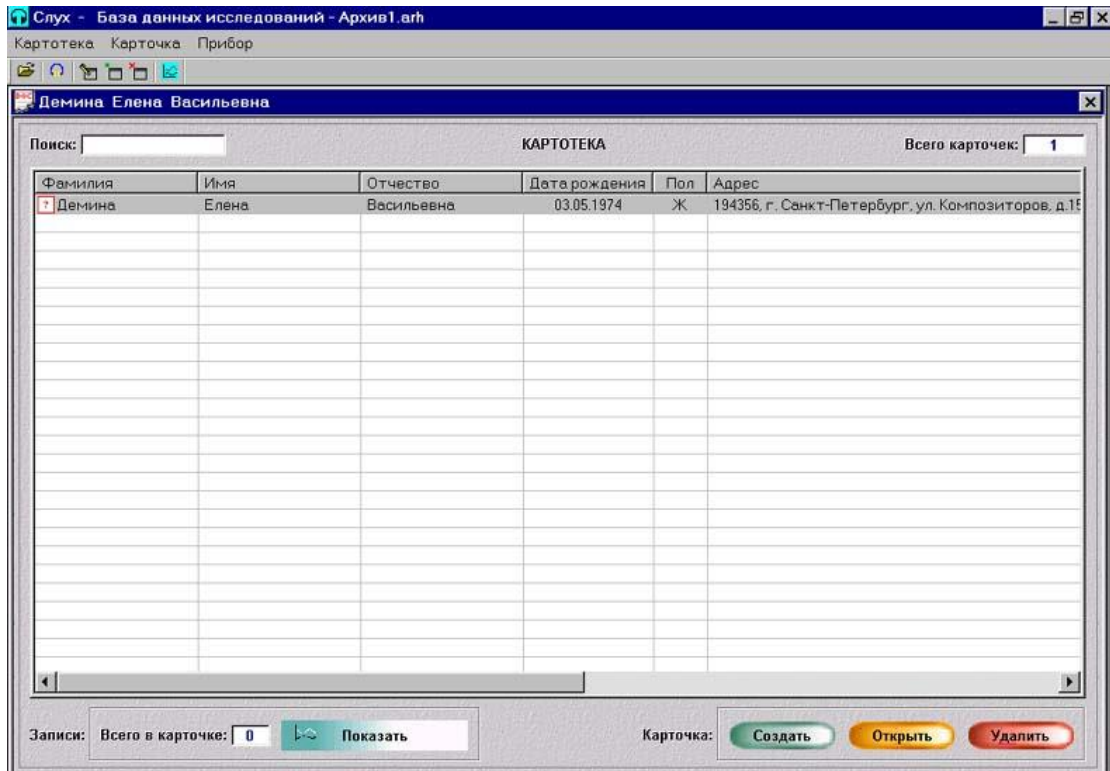 Слух - База данных исследований - Архив1.arh
Картотека Карточка Прибор
Демина Елена Васильевна
Поиск: КАРТОТЕКА Всего карточек: 1
Фамилия Имя Отчество Дата рождения Пол Адрес
? Демина Елена Васильевна 03.05.1974 Ж 194356, г. Санкт-Петербург, ул. Композиторов, д.15
Записи: Всего в карточке: 0 Показать Карточка: Создать Открыть Удалить